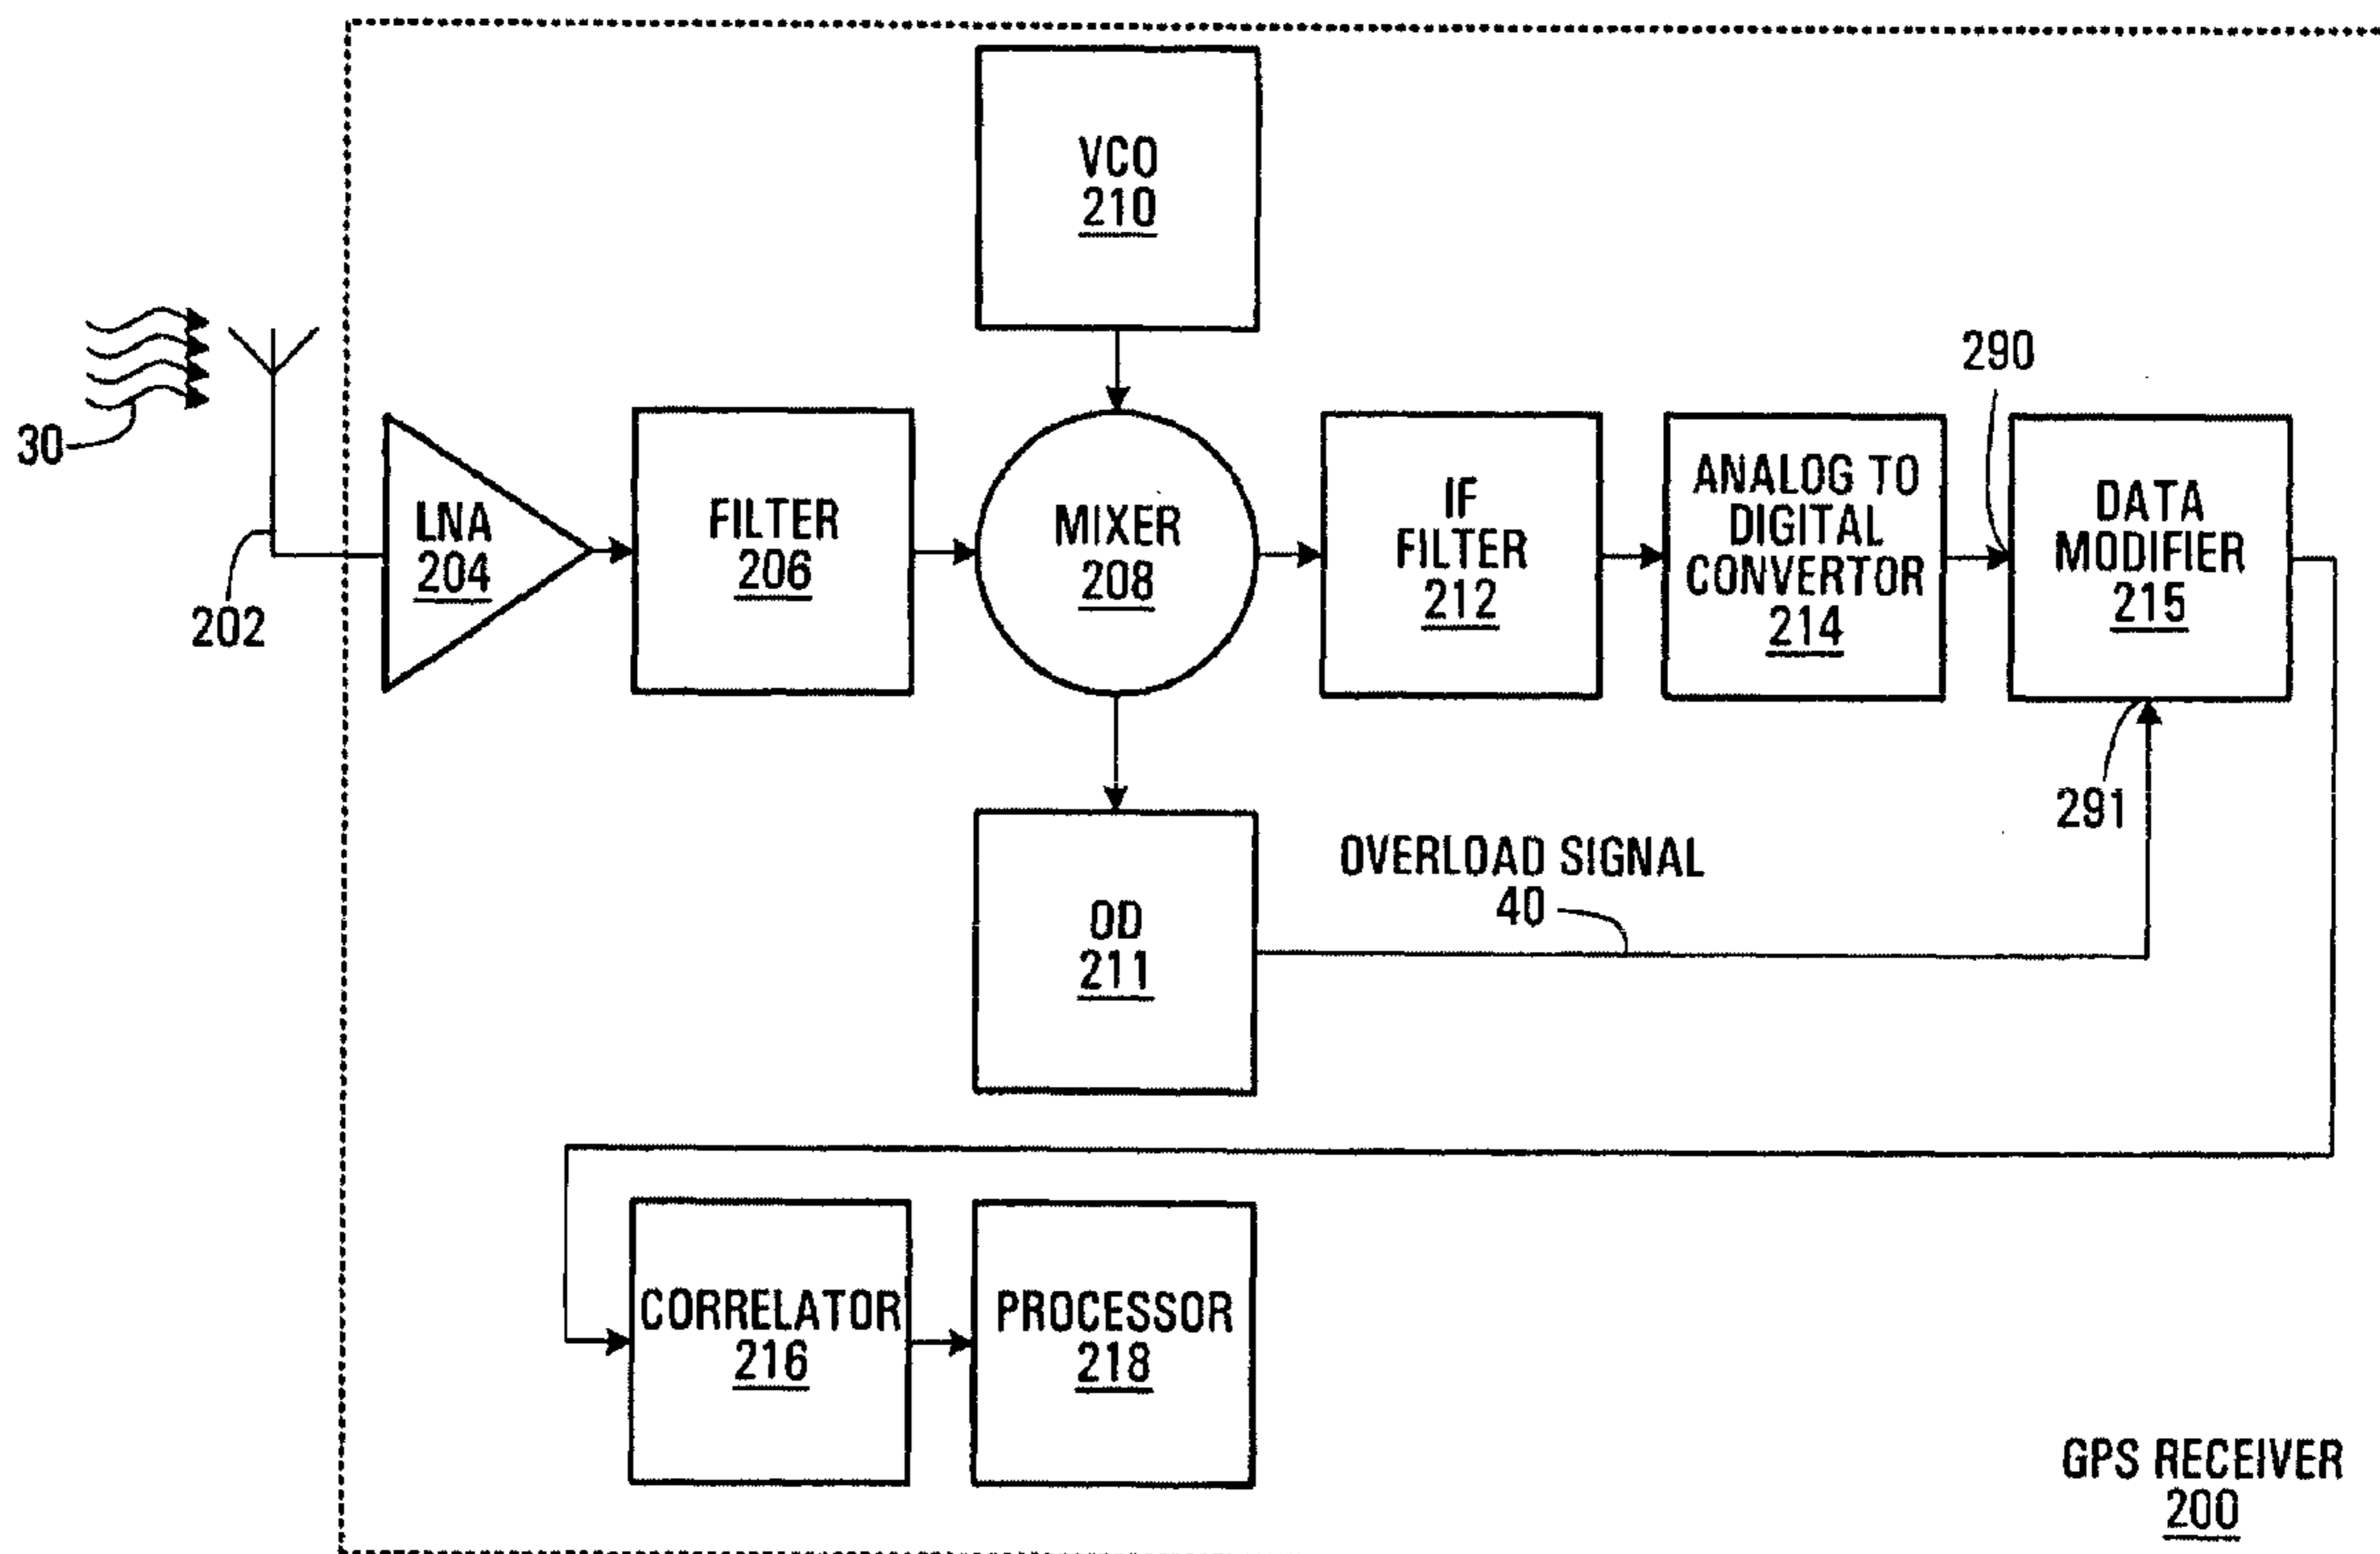 VCO
210
290
30
LNA
204
FILTER
206
MIXER
208
IF
FILTER
212
ANALOG TO
DIGITAL
CONVERTOR
214
DATA
MODIFIER
215
202
291
OVERLOAD SIGNAL
40
OD
211
CORRELATOR
216
PROCESSOR
218
GPS RECEIVER
200